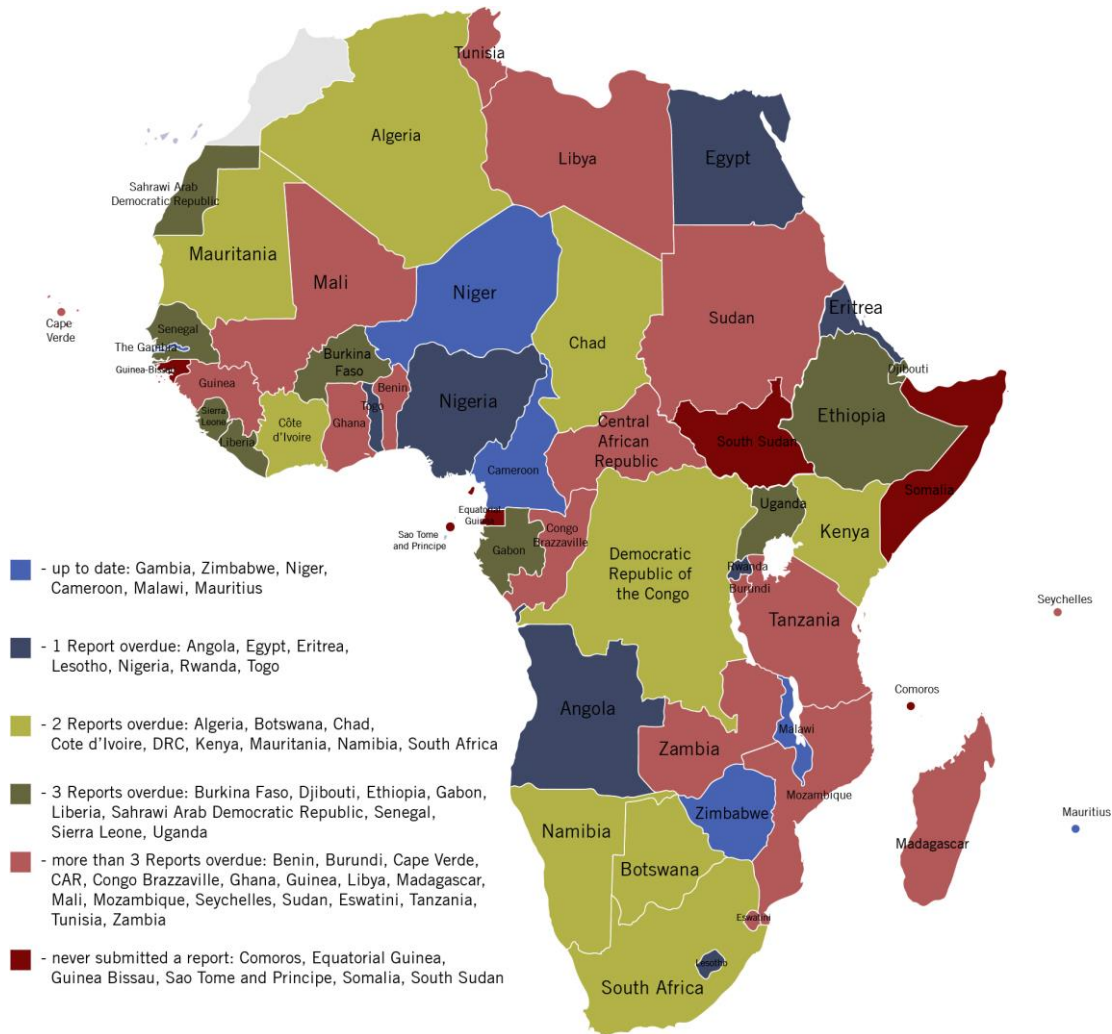 Tunisia
Algeria
Libya
Egypt
Sahrawi Arab
Democratic Republic
Mauritania
Mali
Niger
Chad
Sudan
Eritrea
Cape
Verde
Senegal
The Gambia
Guinea-Bissau
Guinea
Sierra
Leone
Liberia
Côte
d'Ivoire
Burkina
Faso
Ghana
Togo
Benin
Nigeria
Cameroon
Central
African
Republic
South Sudan
Djibouti
Ethiopia
Somalia
Equatorial
Guinea
Sao Tome
and Principe
Gabon
Congo
Brazzaville
Democratic
Republic of
the Congo
Uganda
Kenya
Rwanda
Burundi
Tanzania
Seychelles
Comoros
Angola
Zambia
Malawi
Mozambique
Zimbabwe
Mauritius
Madagascar
Namibia
Botswana
Eswatini
Lesotho
South Africa
- up to date: Gambia, Zimbabwe, Niger,
Cameroon, Malawi, Mauritius
- 1 Report overdue: Angola, Egypt, Eritrea,
Lesotho, Nigeria, Rwanda, Togo
- 2 Reports overdue: Algeria, Botswana, Chad,
Cote d'Ivoire, DRC, Kenya, Mauritania, Namibia, South Africa
- 3 Reports overdue: Burkina Faso, Djibouti, Ethiopia, Gabon,
Liberia, Sahrawi Arab Democratic Republic, Senegal,
Sierra Leone, Uganda
- more than 3 Reports overdue: Benin, Burundi, Cape Verde,
CAR, Congo Brazzaville, Ghana, Guinea, Libya, Madagascar,
Mali, Mozambique, Seychelles, Sudan, Eswatini, Tanzania,
Tunisia, Zambia
- never submitted a report: Comoros, Equatorial Guinea,
Guinea Bissau, Sao Tome and Principe, Somalia, South Sudan